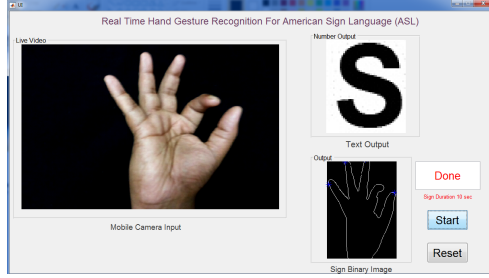 UI
Real Time Hand Gesture Recognition For American Sign Language (ASL)
Live Video
Number Output
S
Text Output
Output
Done
Sign Duration 10 sec
Start
Reset
Mobile Camera Input
Sign Binary Image